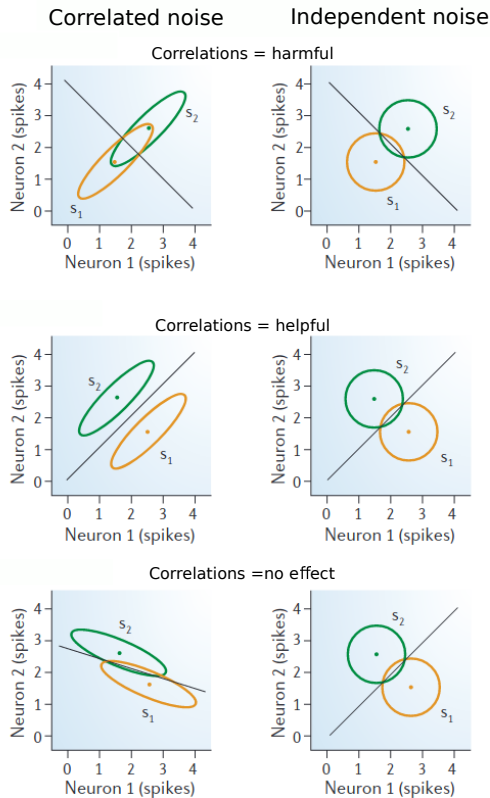 Correlated noise
Independent noise
Correlations = harmful
4
3
2
1
0
Neuron 2 (spikes)
s2
s1
0 1 2 3 4
Neuron 1 (spikes)
4
3
2
1
0
Neuron 2 (spikes)
s2
s1
0 1 2 3 4
Neuron 1 (spikes)
Correlations = helpful
4
3
2
1
0
Neuron 2 (spikes)
s2
s1
0 1 2 3 4
Neuron 1 (spikes)
4
3
2
1
0
Neuron 2 (spikes)
s2
s1
0 1 2 3 4
Neuron 1 (spikes)
Correlations =no effect
4
3
2
1
0
Neuron 2 (spikes)
s2
s1
0 1 2 3 4
Neuron 1 (spikes)
4
3
2
1
0
Neuron 2 (spikes)
s2
s1
0 1 2 3 4
Neuron 1 (spikes)